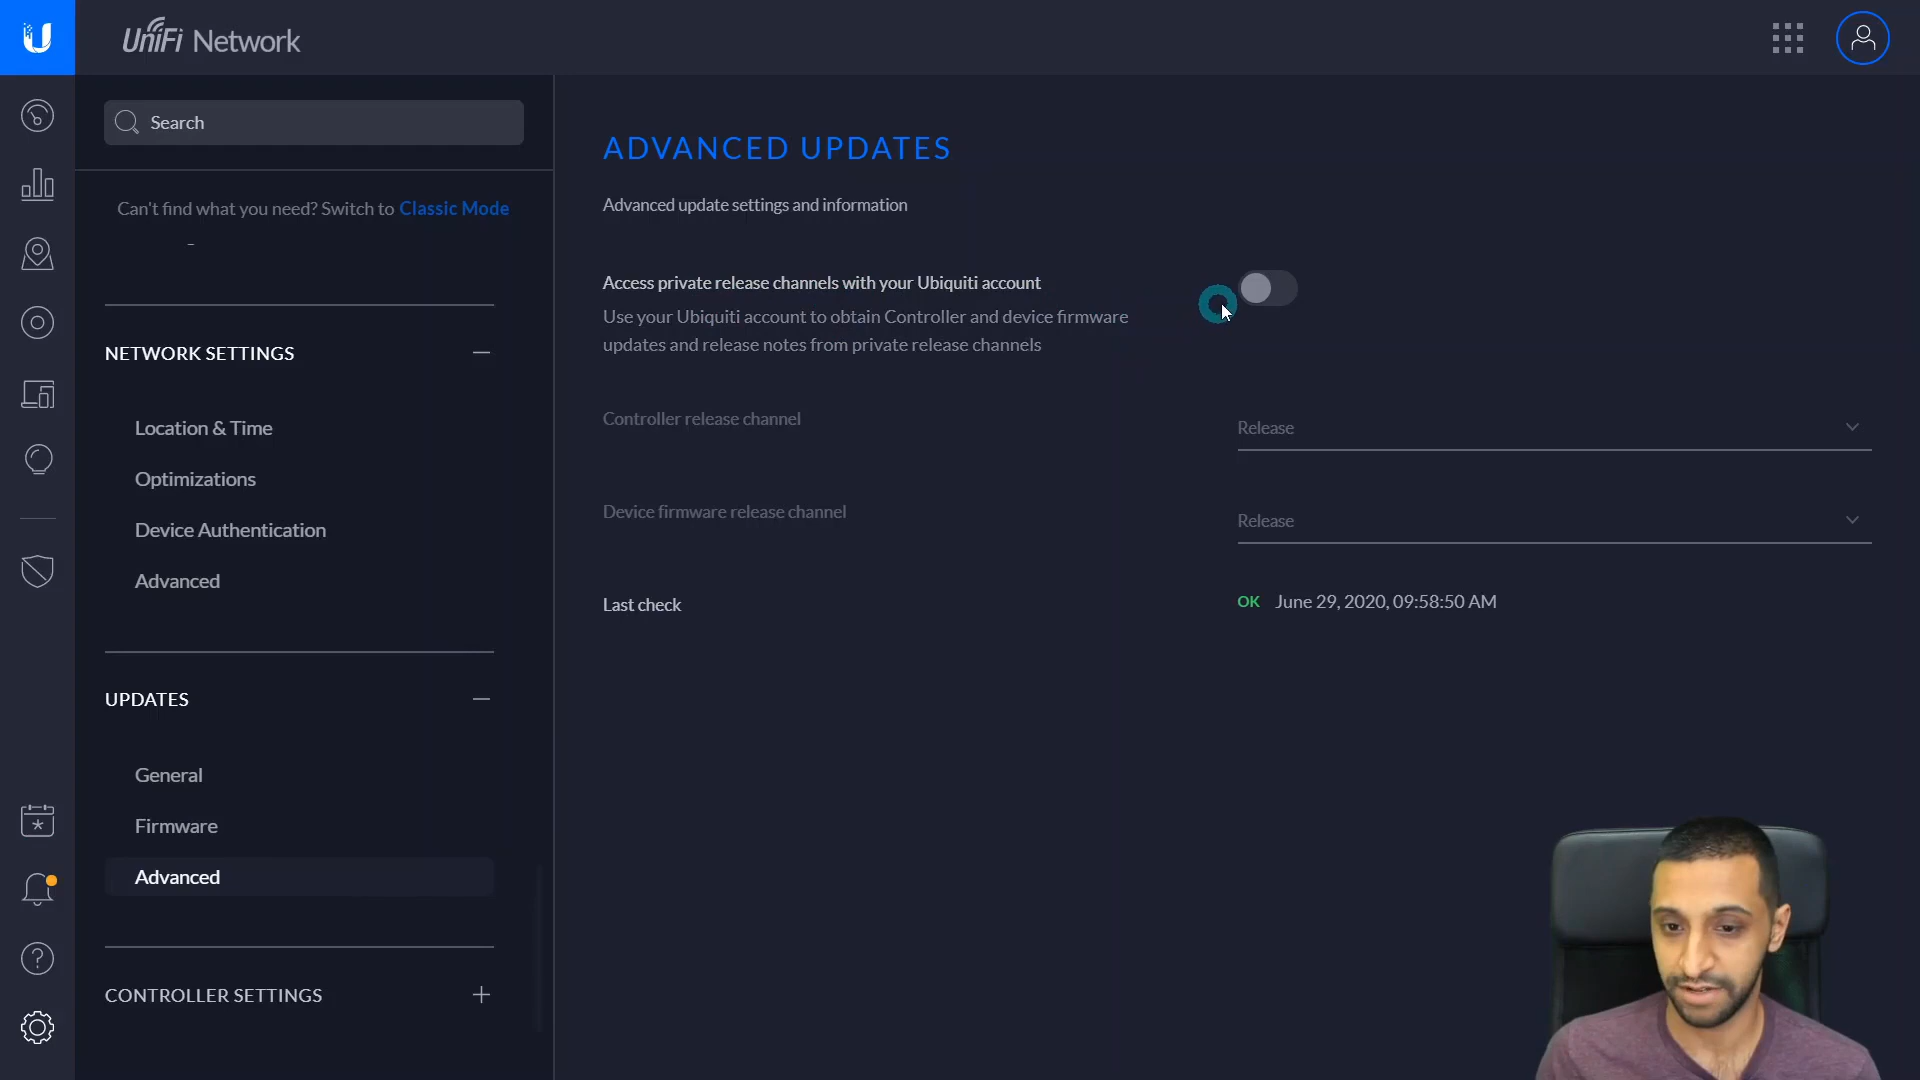 UniFi Network
Search
Can't find what you need? Switch to Classic Mode
NETWORK SETTINGS
Location & Time
Optimizations
Device Authentication
Advanced
UPDATES
General
Firmware
Advanced
CONTROLLER SETTINGS
ADVANCED UPDATES
Advanced update settings and information
Access private release channels with your Ubiquiti account
Use your Ubiquiti account to obtain Controller and device firmware
updates and release notes from private release channels
Controller release channel
Release
Device firmware release channel
Release
Last check
OK June 29, 2020, 09:58:50 AM